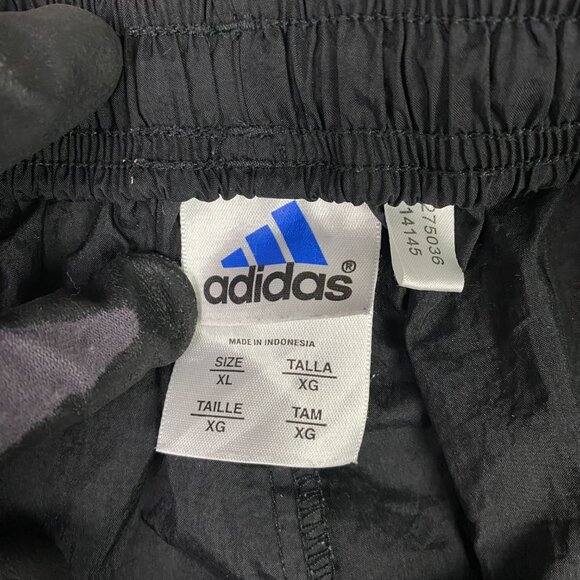 adidas®
MADE IN INDONESIA
SIZE TALLA
XL XG
TAILLE TAM
XG XG
275036
14145